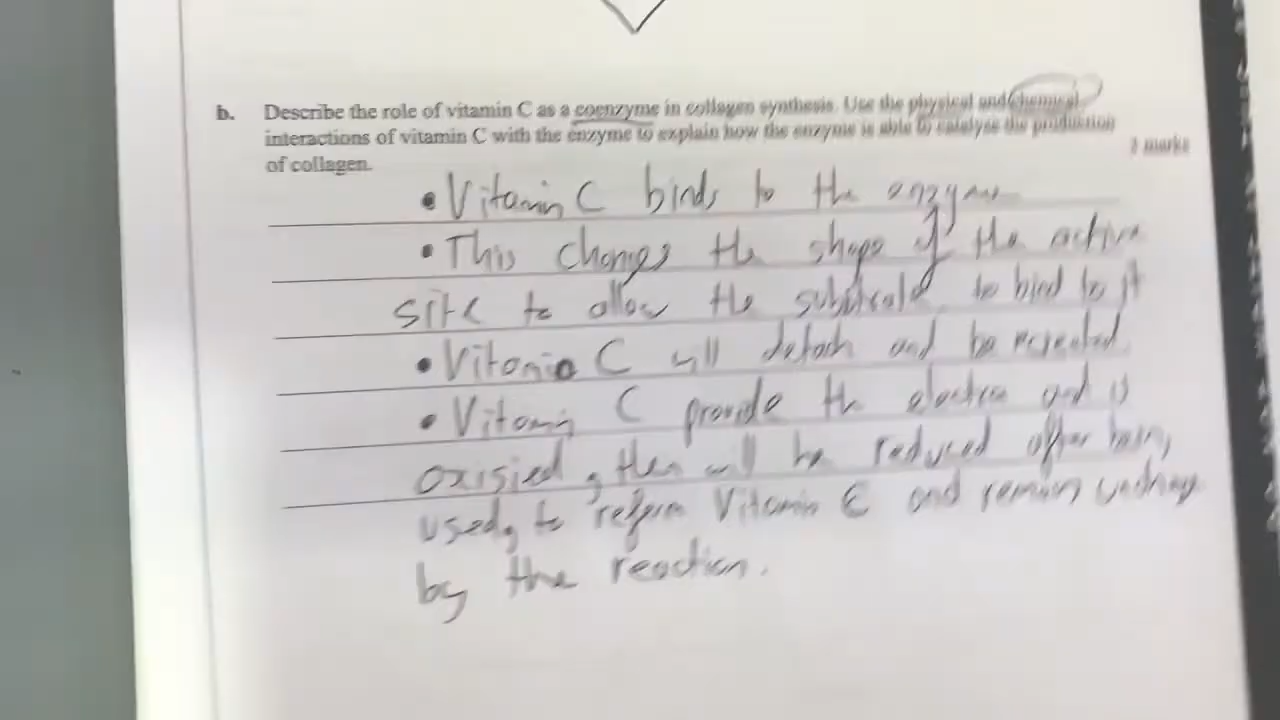 b. Describe the role of vitamin C as a coenzyme in collagen synthesis. Use the physical and chemical
interactions of vitamin C with the enzyme to explain how the enzyme is able to catalyse the production
of collagen.
3 marks
• Vitamin C binds to the enzyme
• This changes the shape of the active
site to allow the substrate to bind to it
• Vitamin C will detach and be
• Vitamin C provide the electron and is
oxisied, then will be reduced after being
used, to reform Vitamin C and remain
by the reaction.